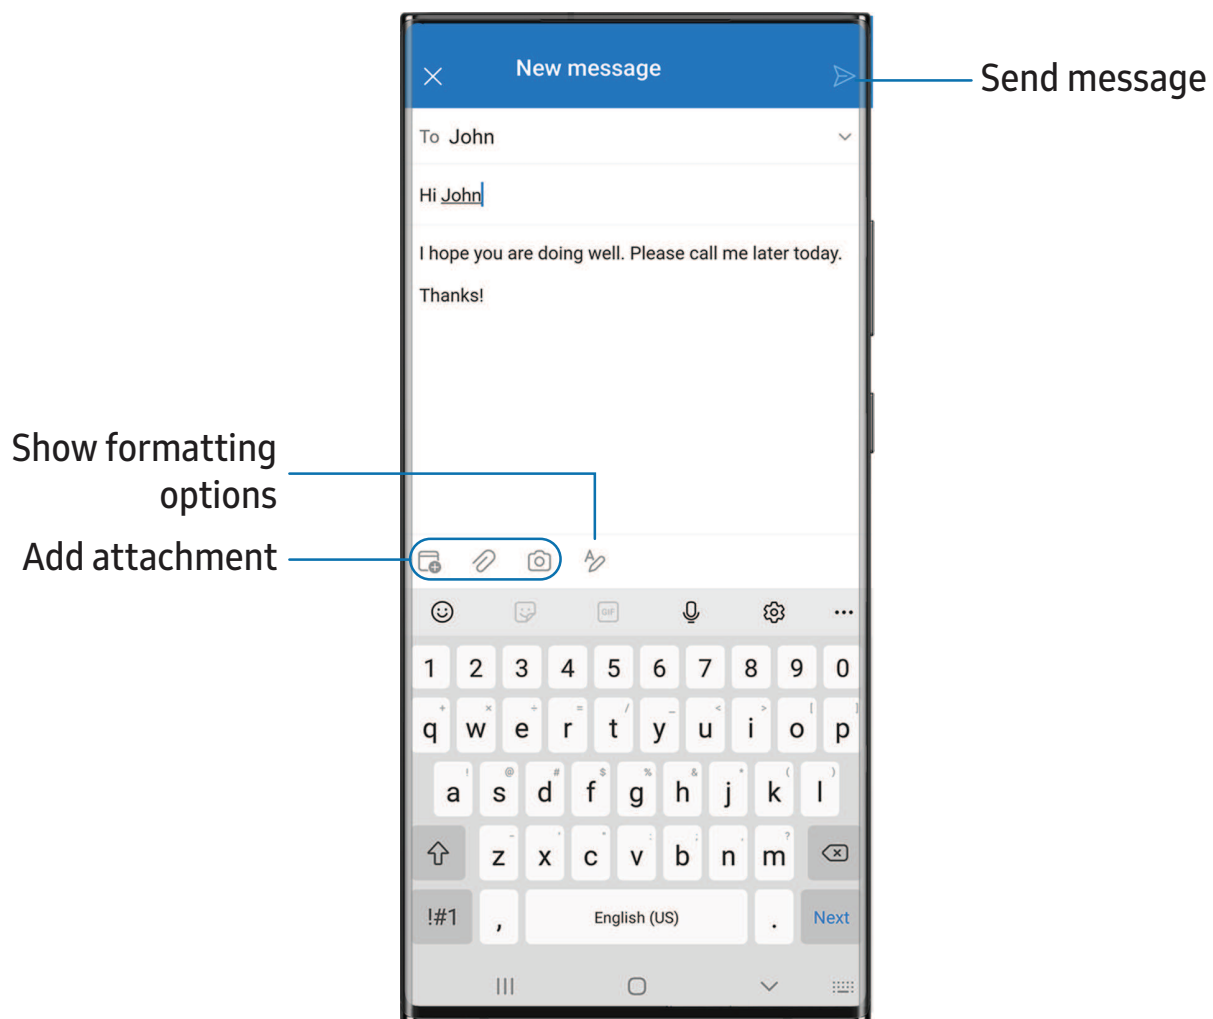 New message
Send message
To John
Hi John
I hope you are doing well. Please call me later today.
Thanks!
Show formatting
options
Add attachment
GIF
1 2 3 4 5 6 7 8 9 0
q w e r t y u i o p
a s d f g h j k l
z x c v b n m
!#1 , English (US) . Next